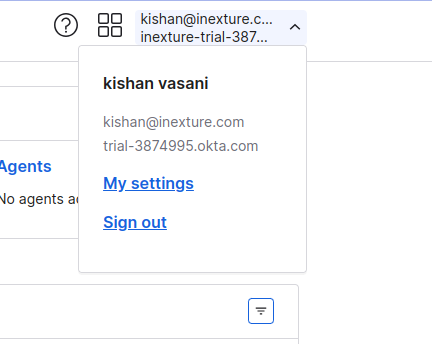 kishan@inexture.c...
inexture-trial-387...
kishan vasani
kishan@inexture.com
trial-3874995.okta.com
Agents
My settings
No agents
Sign out